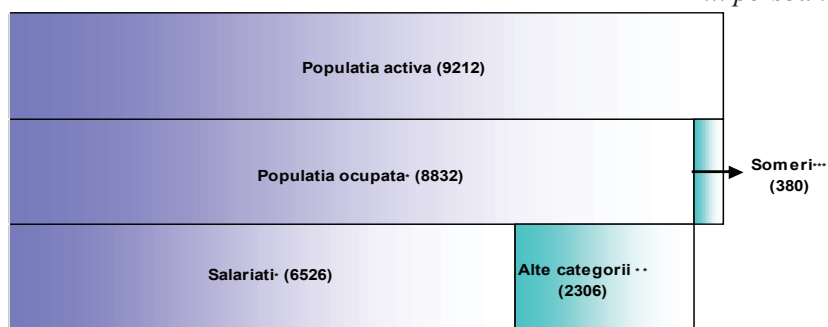 Populatia activa (9212)
Populatia ocupata* (8832)
Someri***
(380)
Salariati* (6526)
Alte categorii **
(2306)